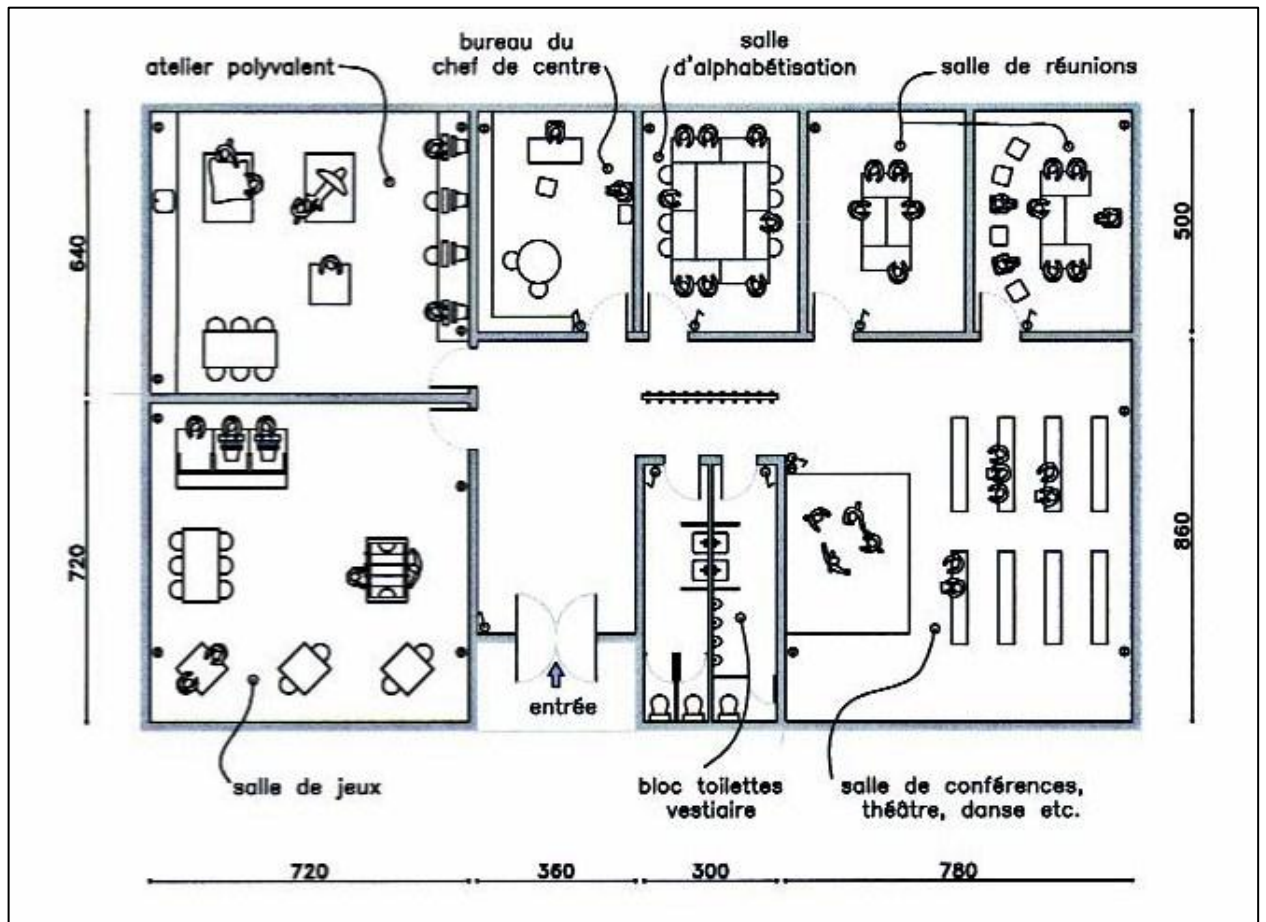 bureau du
chef de centre
salle
d'alphabétisation
atelier polyvalent
salle de réunions
640
500
720
860
entrée
salle de jeux
bloc toilettes
vestiaire
salle de conférences,
théâtre, danse etc.
720
360
300
780